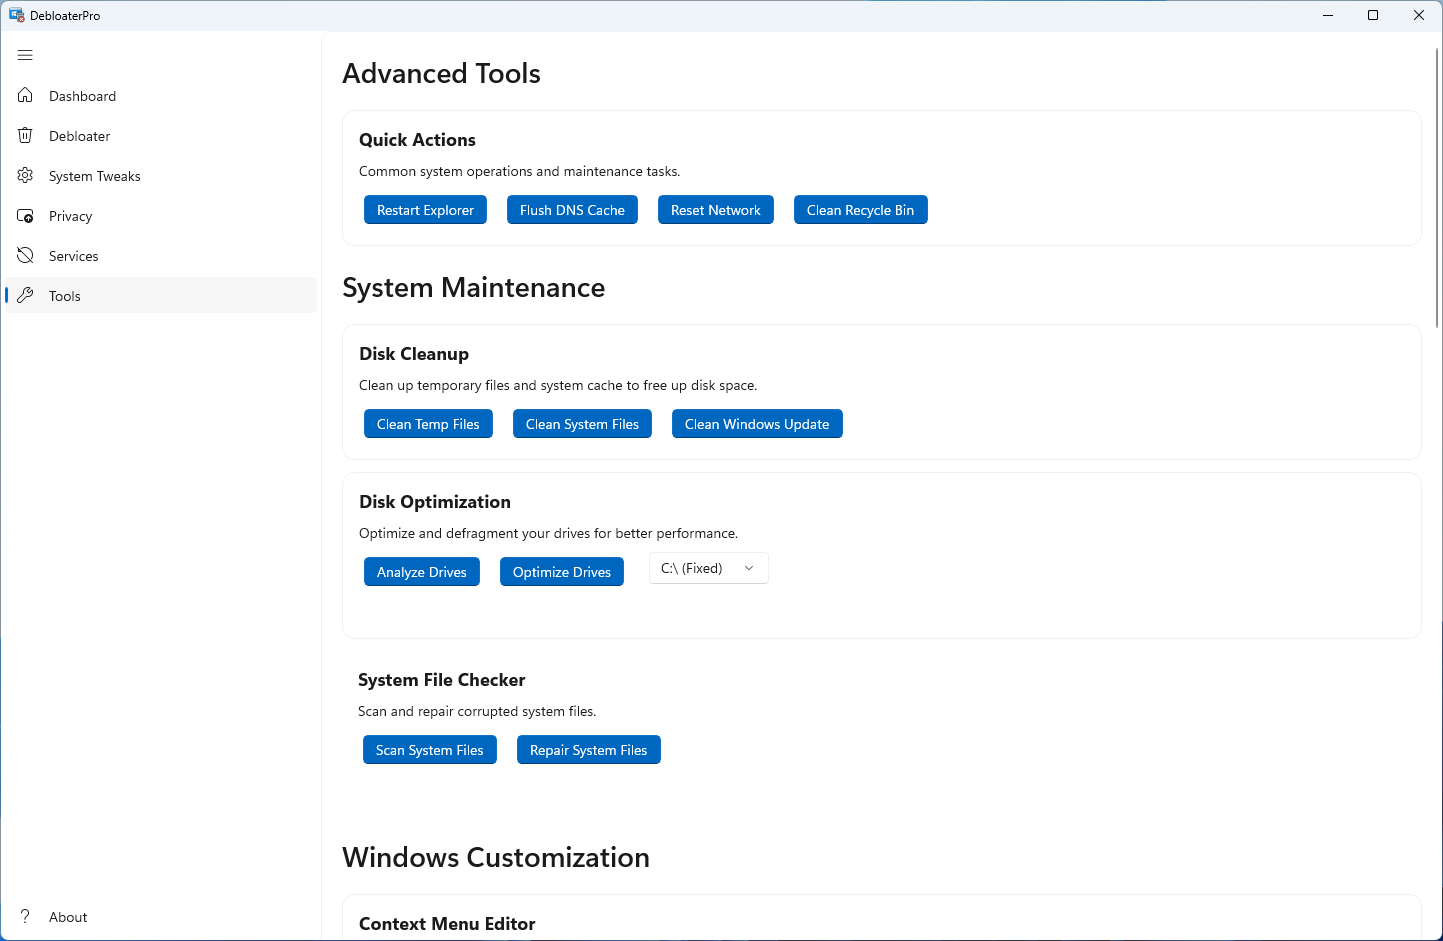 DebloaterPro
Dashboard
Debloater
System Tweaks
Privacy
Services
Tools
About
Advanced Tools
Quick Actions
Common system operations and maintenance tasks.
Restart Explorer Flush DNS Cache Reset Network Clean Recycle Bin
System Maintenance
Disk Cleanup
Clean up temporary files and system cache to free up disk space.
Clean Temp Files Clean System Files Clean Windows Update
Disk Optimization
Optimize and defragment your drives for better performance.
Analyze Drives Optimize Drives C:\ (Fixed)
System File Checker
Scan and repair corrupted system files.
Scan System Files Repair System Files
Windows Customization
Context Menu Editor